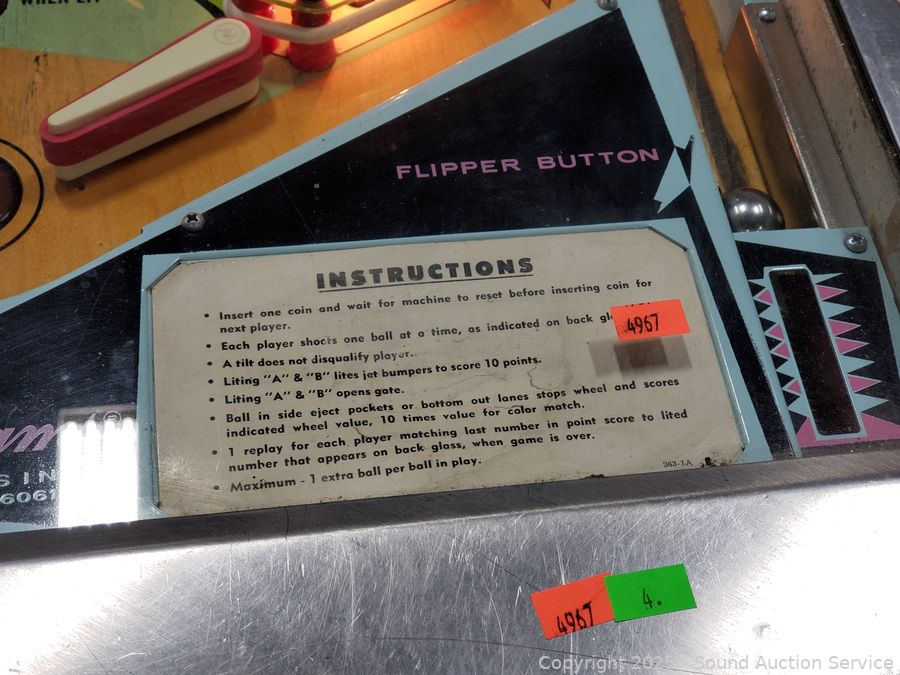 WHEN LIT
FLIPPER BUTTON
INSTRUCTIONS
• Insert one coin and wait for machine to reset before inserting coin for
next player.
• Each player shoots one ball at a time, as indicated on back
4967
• A tilt does not disqualify player.
• Liting "A" & "B" lites jet bumpers to score 10 points.
• Liting "A" & "B" opens gate.
• Ball in side eject pockets or bottom out lanes stops wheel and scores
indicated wheel value, 10 times value for color match.
• 1 replay for each player matching last number in point score to lited
number that appears on back glass, when game is over.
• Maximum - 1 extra ball per ball in play.
363-1A
S IN
6061
4967
4.
Copyright Sound Auction Service